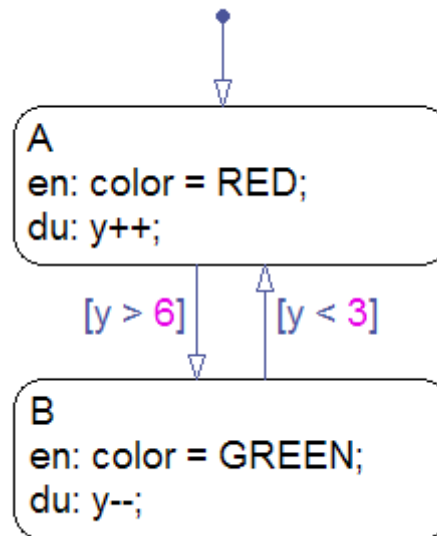 A
en: color = RED;
du: y++;
[y > 6] [y < 3]
B
en: color = GREEN;
du: y--;